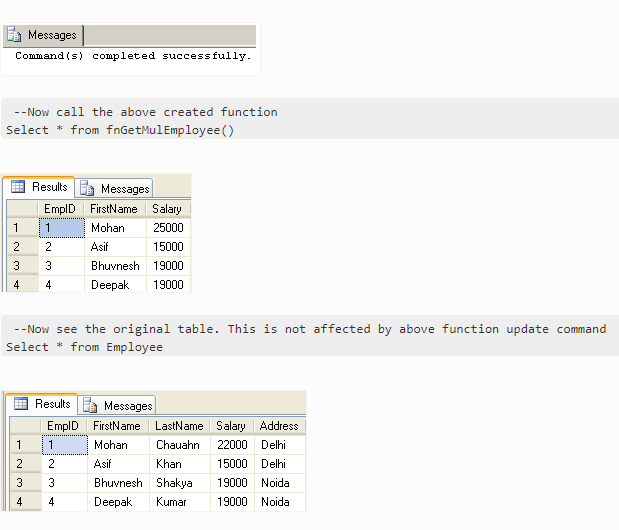 Messages
Command(s) completed successfully.
--Now call the above created function
Select * from fnGetMulEmployee()
Results Messages
EmpID FirstName Salary
1 1 Mohan 25000
2 2 Asif 15000
3 3 Bhuvnesh 19000
4 4 Deepak 19000
--Now see the original table. This is not affected by above function update command
Select * from Employee
Results Messages
EmpID FirstName LastName Salary Address
1 1 Mohan Chauahn 22000 Delhi
2 2 Asif Khan 15000 Delhi
3 3 Bhuvnesh Shakya 19000 Noida
4 4 Deepak Kumar 19000 Noida